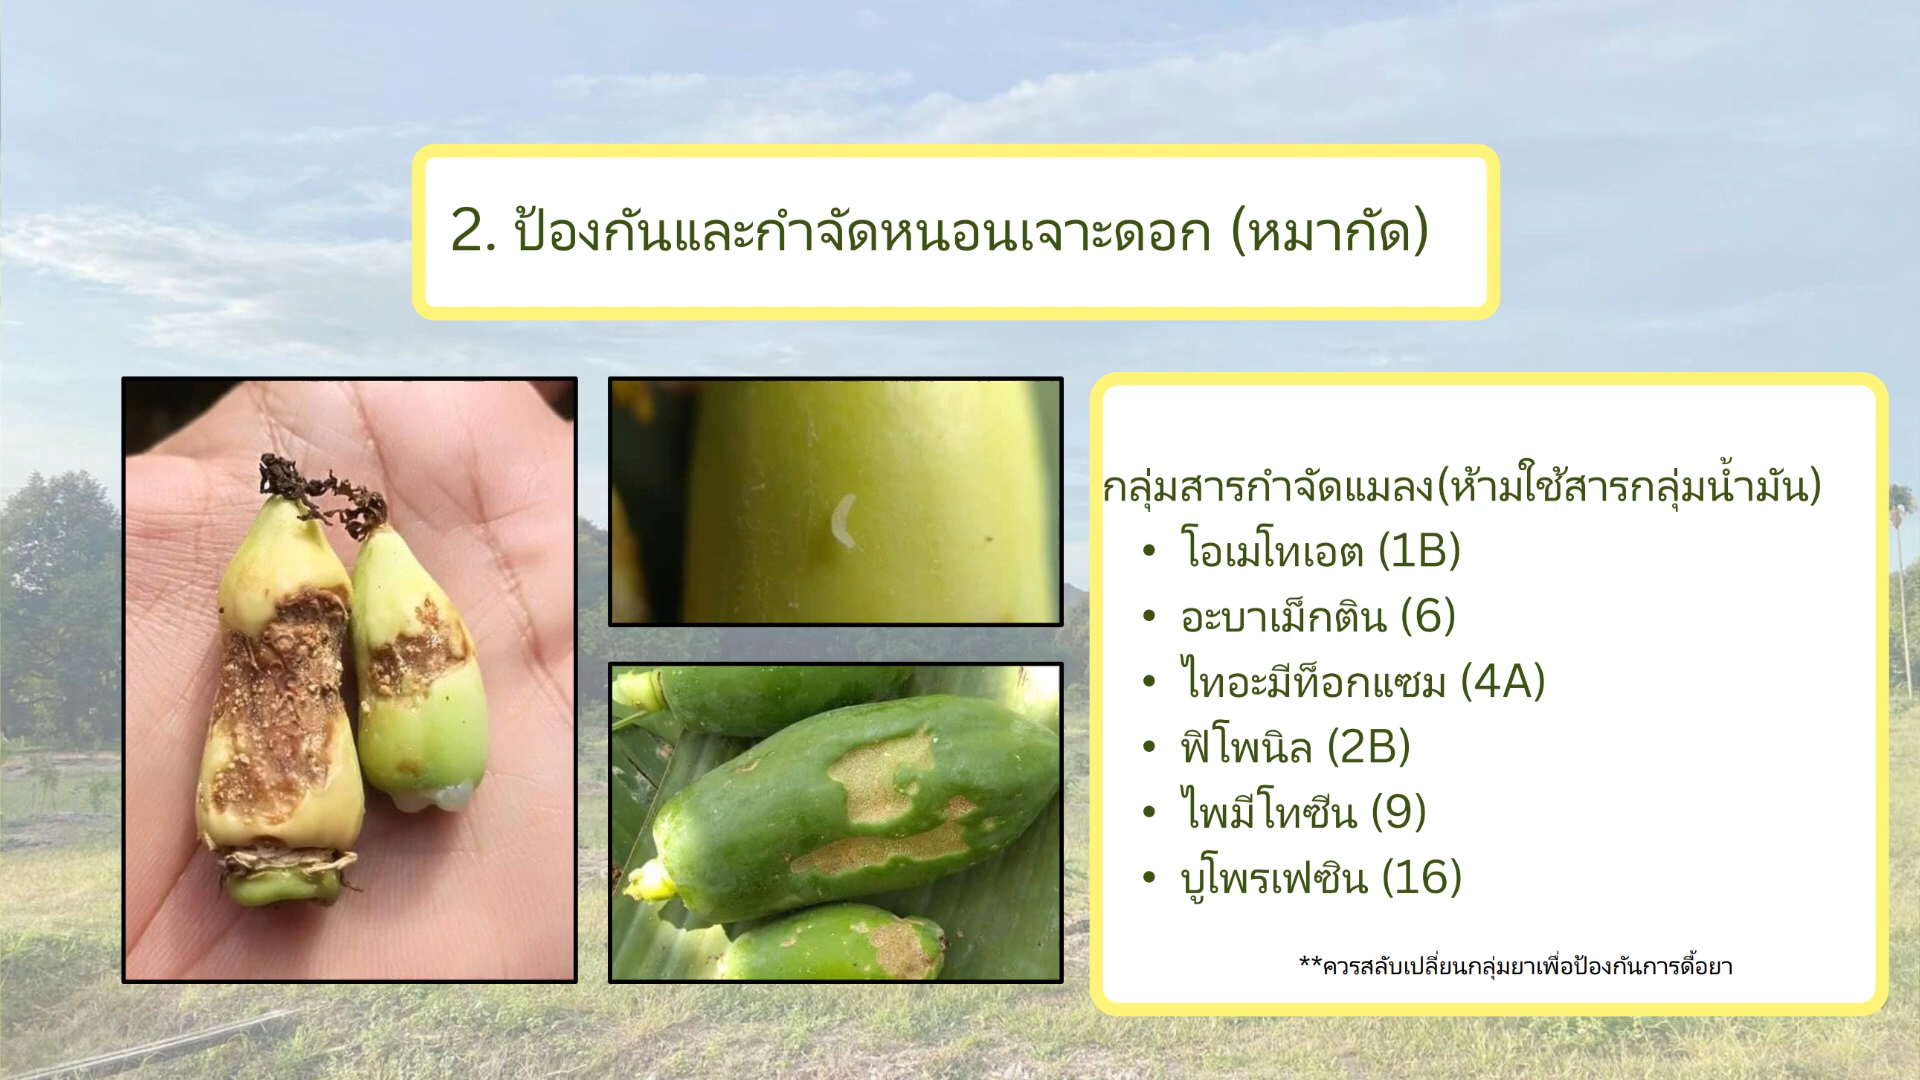 2. ป้องกันและกำจัดหนอนเจาะดอก (หมากัด)
กลุ่มสารกำจัดแมลง(ห้ามใช้สารกลุ่มน้ำมัน)
• โอเมโทเอต (1B)
• อะบาเม็กติน (6)
• ไทอะมีท็อกแซม (4A)
• ฟิโพนิล (2B)
• ไพมีโทซีน (9)
• บูโพรเฟซิน (16)
**ควรสลับเปลี่ยนกลุ่มยาเพื่อป้องกันการดื้อยา